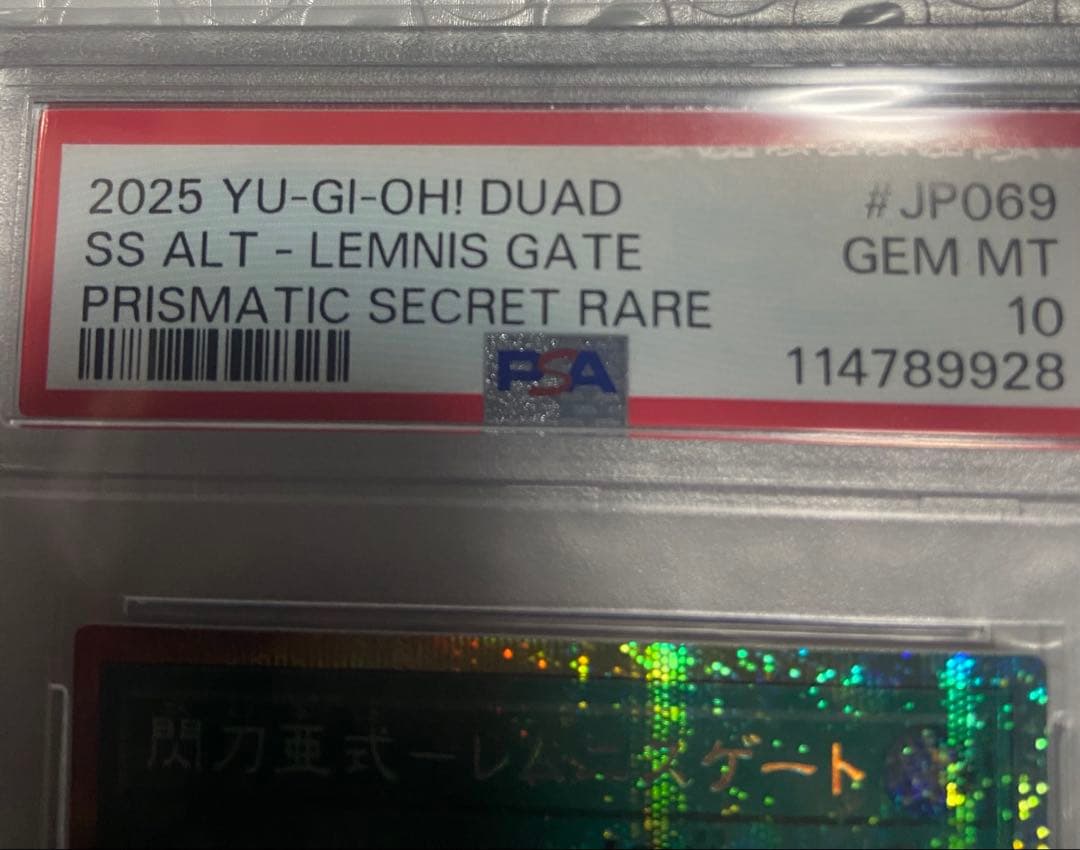 2025 YU-GI-OH! DUAD
#JP069
SS ALT - LEMNIS GATE
GEM MT
PRISMATIC SECRET RARE
10
PSA
114789928
閃刀亜式－レムニスゲート